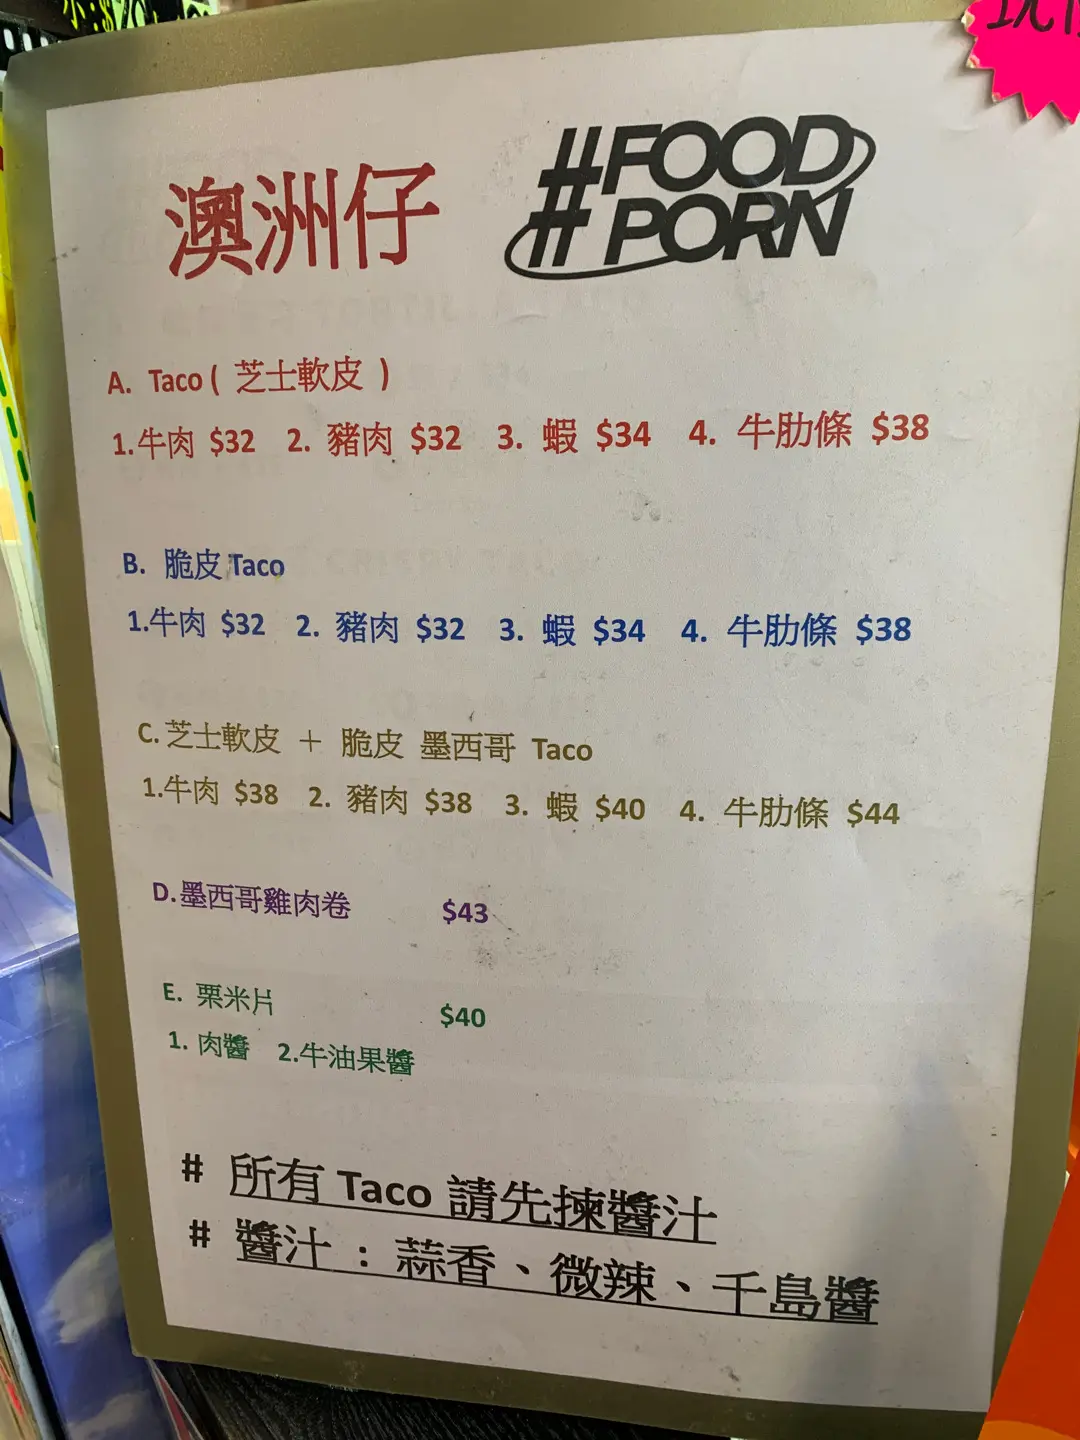 澳洲仔
#FOOD
#PORN
A. Taco ( 芝士軟皮 )
1.牛肉 $32 2. 豬肉 $32 3. 蝦 $34 4. 牛肋條 $38
B. 脆皮 Taco
1.牛肉 $32 2. 豬肉 $32 3. 蝦 $34 4. 牛肋條 $38
C. 芝士軟皮 + 脆皮 墨西哥 Taco
1.牛肉 $38 2. 豬肉 $38 3. 蝦 $40 4. 牛肋條 $44
D.墨西哥雞肉卷 $43
E. 栗米片 $40
1. 肉醬 2.牛油果醬
# 所有 Taco 請先揀醬汁
# 醬汁 : 蒜香、微辣、千島醬